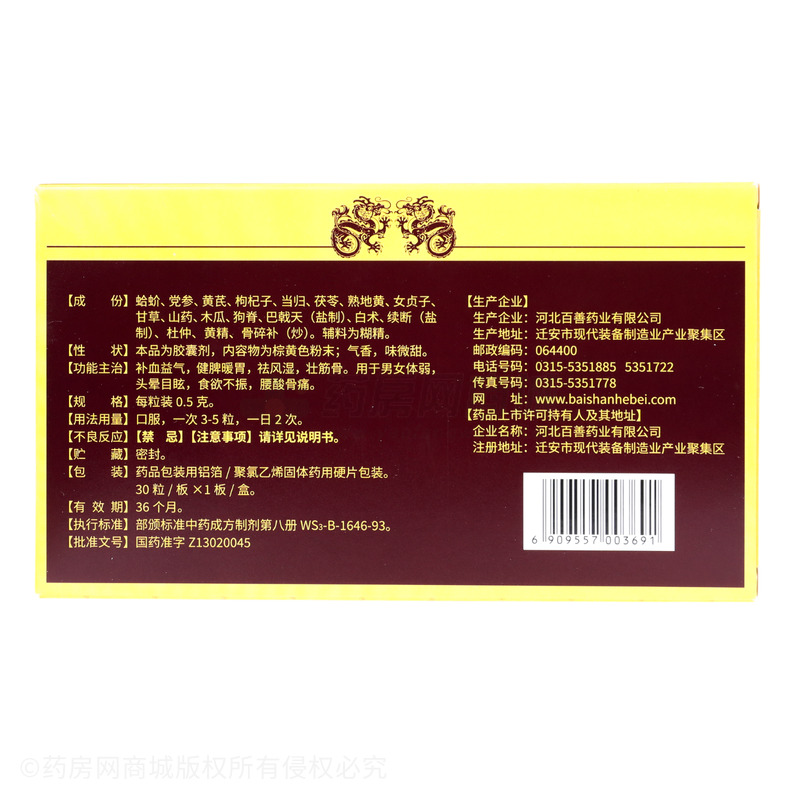 【成　份】蛤蚧、党参、黄芪、枸杞子、当归、茯苓、熟地黄、女贞子、
甘草、山药、木瓜、狗脊、巴戟天（盐制）、白术、续断（盐
制）、杜仲、黄精、骨碎补（炒）。辅料为糊精。
【性　状】本品为胶囊剂，内容物为棕黄色粉末；气香，味微甜。
【功能主治】补血益气，健脾暖胃，祛风湿，壮筋骨。用于男女体弱，
头晕目眩，食欲不振，腰酸骨痛。
【规　格】每粒装 0.5 克。
【用法用量】口服，一次 3-5 粒，一日 2 次。
【不良反应】【禁　忌】【注意事项】请详见说明书。
【贮　藏】密封。
【包　装】药品包装用铝箔 / 聚氯乙烯固体药用硬片包装。
30 粒 / 板 ×1 板 / 盒。
【有 效 期】36 个月。
【执行标准】部颁标准中药成方制剂第八册 WS₃-B-1646-93。
【批准文号】国药准字 Z13020045
【生产企业】
生产企业：河北百善药业有限公司
生产地址：迁安市现代装备制造业产业聚集区
邮政编码：064400
电话号码：0315-5351885 5351722
传真号码：0315-5351778
网　址：www.baishanhebei.com
【药品上市许可持有人及其地址】
企业名称：河北百善药业有限公司
注册地址：迁安市现代装备制造业产业聚集区
6 909557 003691
药房网
©药房网商城版权所有侵权必究